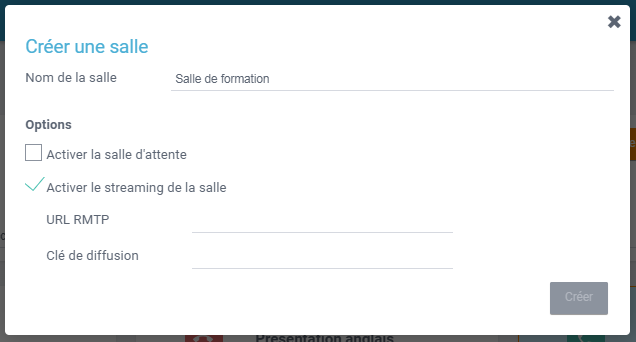 Créer une salle
Nom de la salle Salle de formation
Options
Activer la salle d'attente
Activer le streaming de la salle
URL RMTP
Clé de diffusion
Créer
Présentation anglais